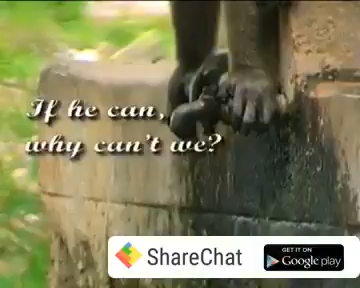 If he can,
why can't we?
ShareChat
GET IT ON
Google play